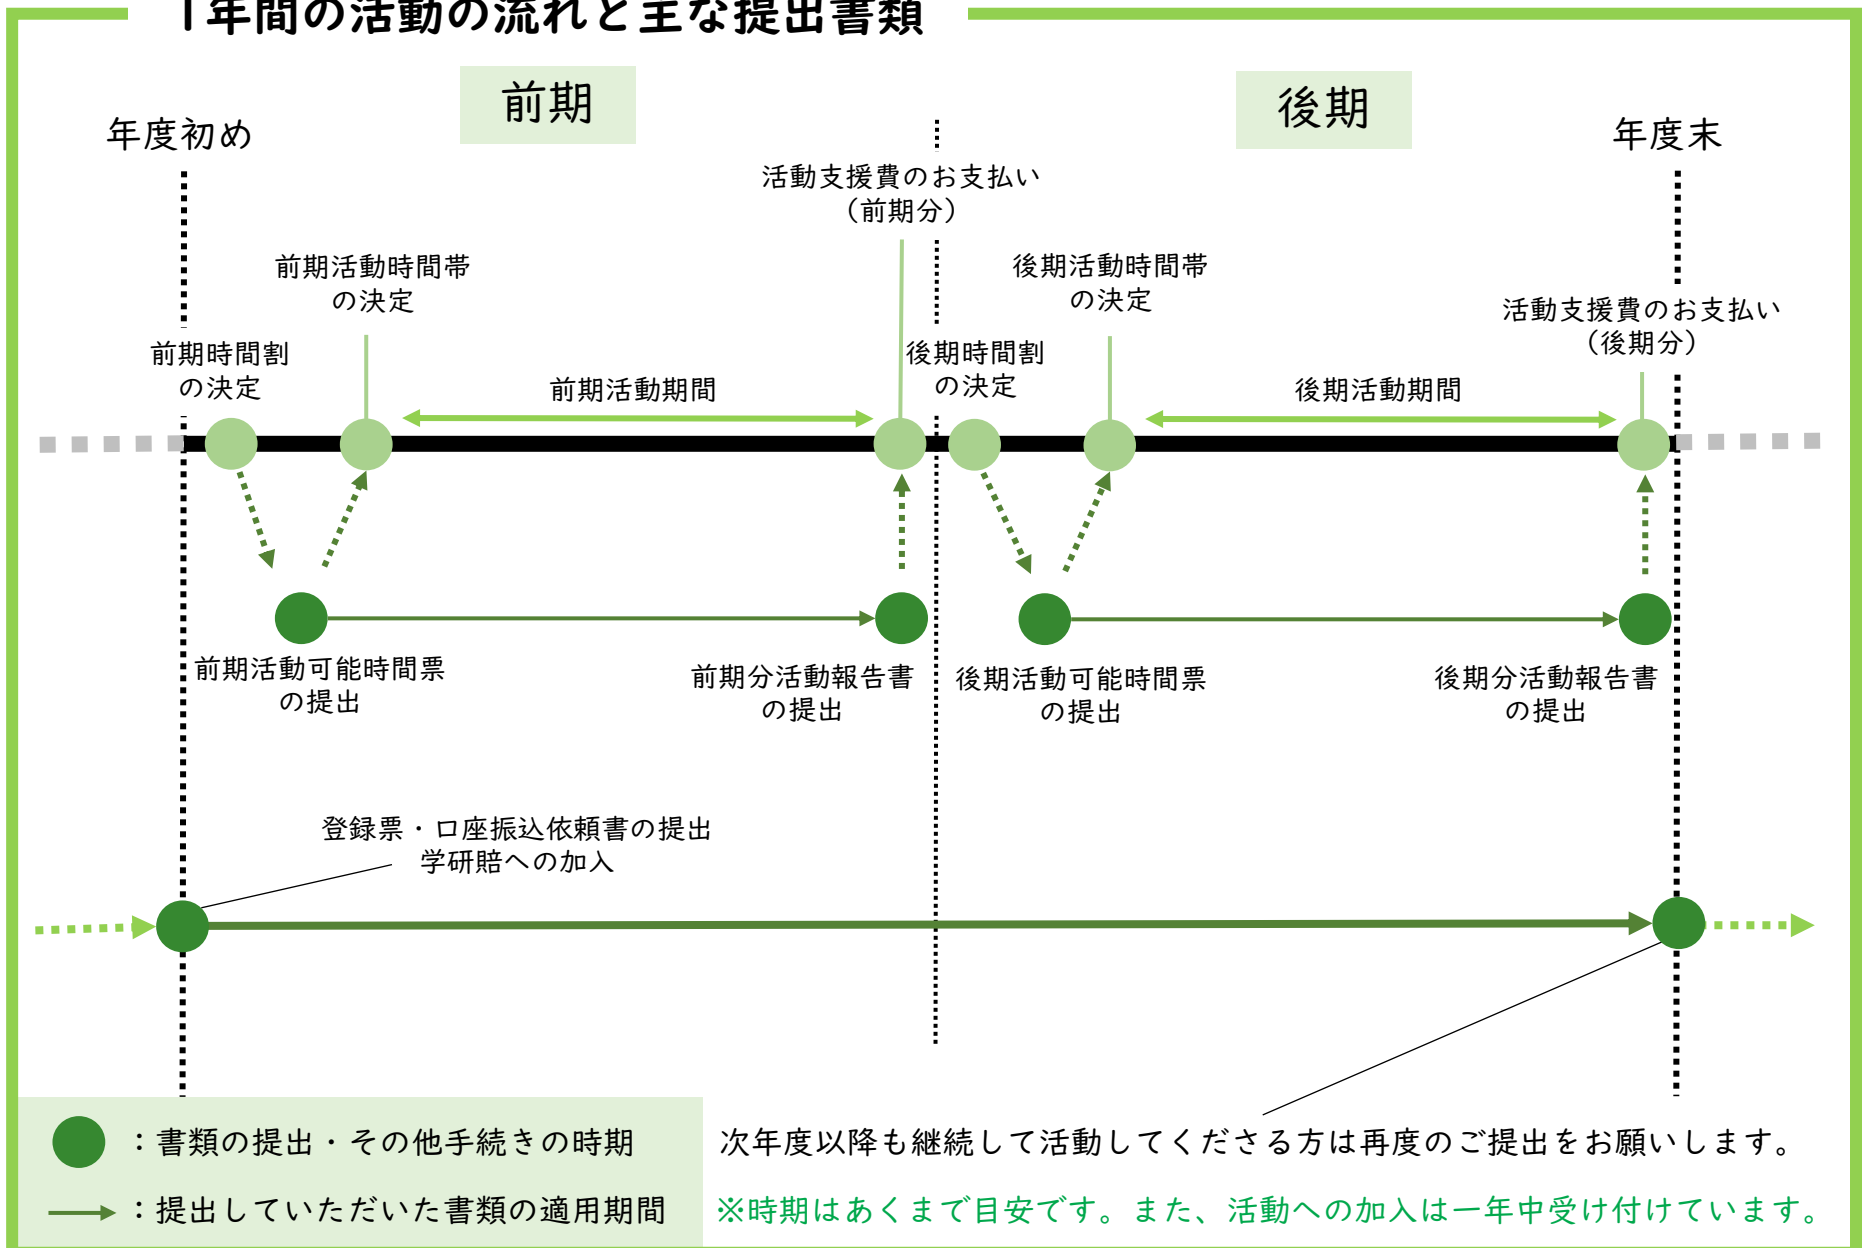 1年間の活動の流れと主な提出書類
前期
後期
年度初め
年度末
活動支援費のお支払い
(前期分)
前期活動時間帯
の決定
後期活動時間帯
の決定
活動支援費のお支払い
(後期分)
前期時間割
の決定
後期時間割
の決定
前期活動期間
後期活動期間
前期活動可能時間票
の提出
前期分活動報告書
の提出
後期活動可能時間票
の提出
後期分活動報告書
の提出
登録票・口座振込依頼書の提出
学研賠への加入
:書類の提出・その他手続きの時期
:提出していただいた書類の適用期間
次年度以降も継続して活動してくださる方は再度のご提出をお願いします。
※時期はあくまで目安です。また、活動への加入は一年中受け付けています。